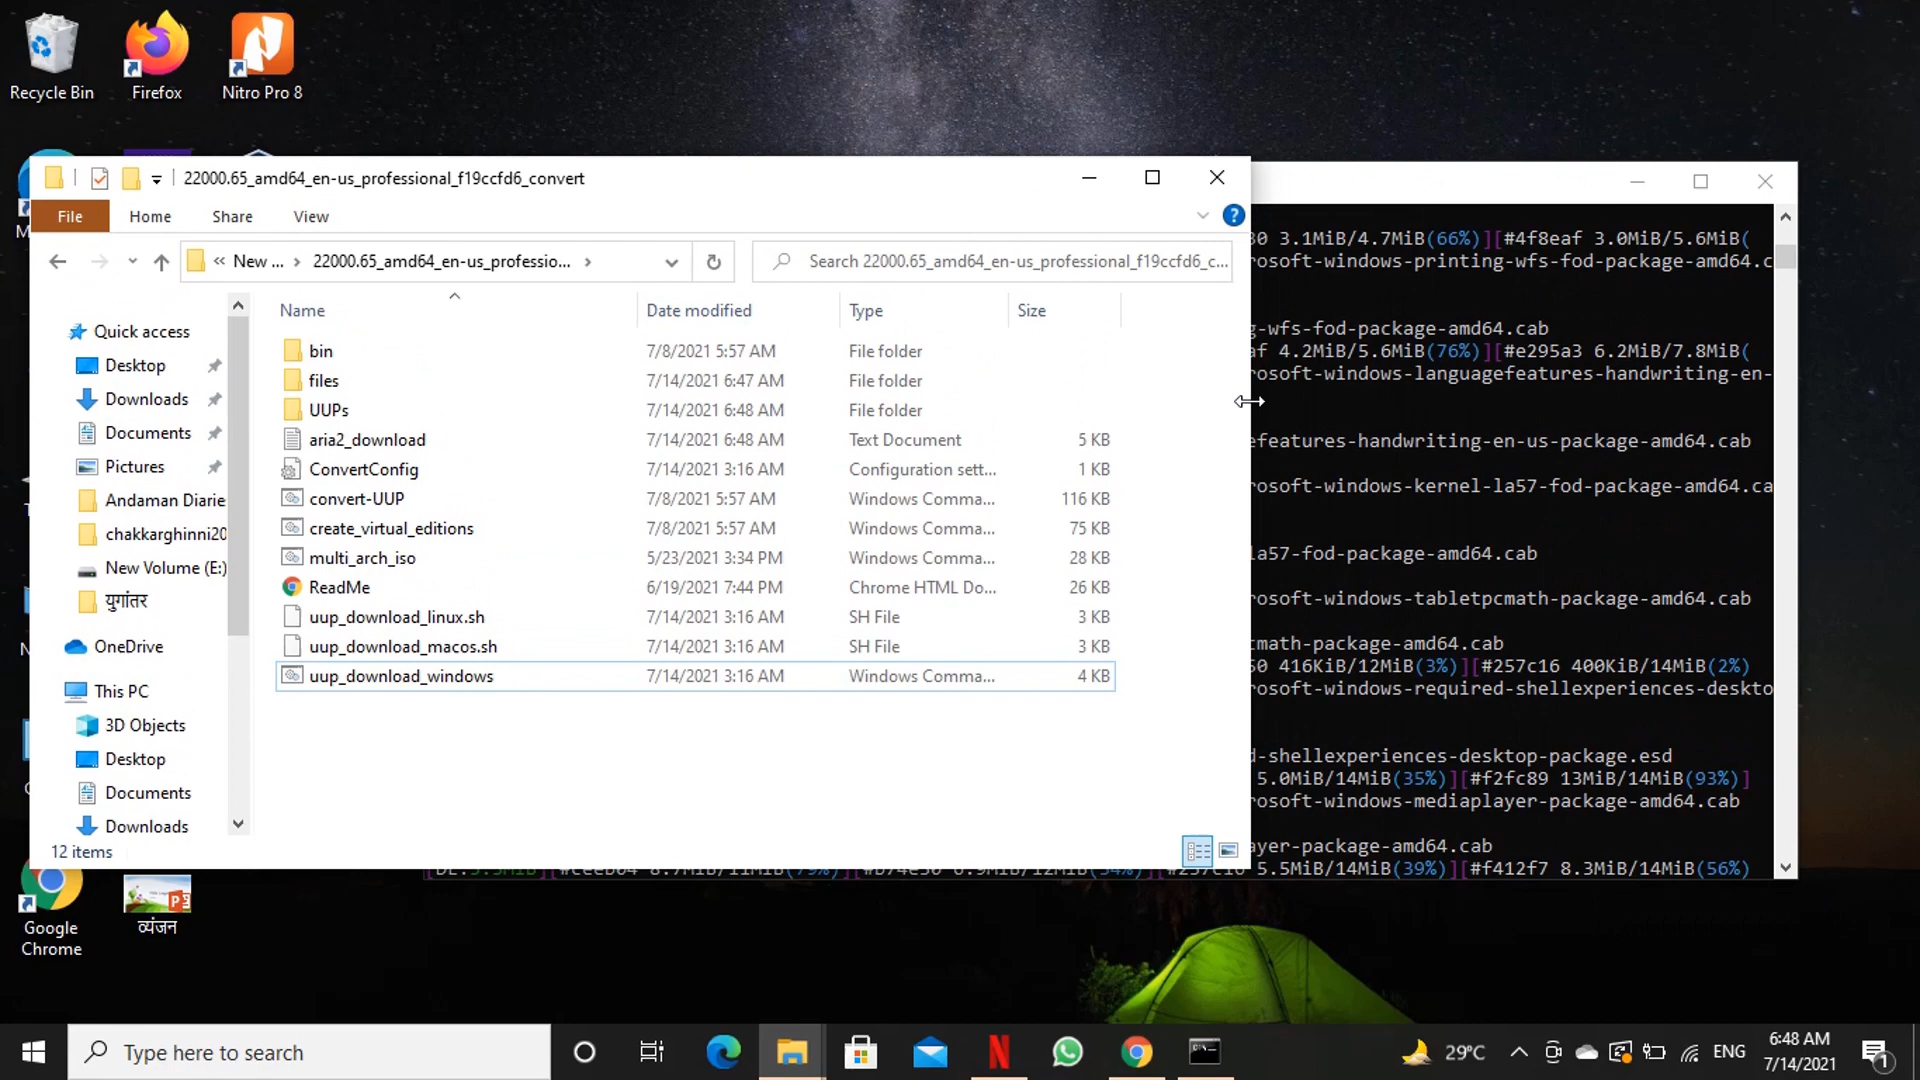 Recycle Bin
Firefox
Nitro Pro 8
22000.65_amd64_en-us_professional_f19ccfd6_convert
File
Home
Share
View
« New ... › 22000.65_amd64_en-us_professio... ›
Search 22000.65_amd64_en-us_professional_f19ccfd6_c...
Name Date modified Type Size
Quick access
Desktop
Downloads
Documents
Pictures
Andaman Diarie
chakkarghinni20
New Volume (E:)
युगांतर
OneDrive
This PC
3D Objects
Desktop
Documents
Downloads
bin 7/8/2021 5:57 AM File folder
files 7/14/2021 6:47 AM File folder
UUPs 7/14/2021 6:48 AM File folder
aria2_download 7/14/2021 6:48 AM Text Document 5 KB
ConvertConfig 7/14/2021 3:16 AM Configuration sett... 1 KB
convert-UUP 7/8/2021 5:57 AM Windows Comma... 116 KB
create_virtual_editions 7/8/2021 5:57 AM Windows Comma... 75 KB
multi_arch_iso 5/23/2021 3:34 PM Windows Comma... 28 KB
ReadMe 6/19/2021 7:44 PM Chrome HTML Do... 26 KB
uup_download_linux.sh 7/14/2021 3:16 AM SH File 3 KB
uup_download_macos.sh 7/14/2021 3:16 AM SH File 3 KB
uup_download_windows 7/14/2021 3:16 AM Windows Comma... 4 KB
12 items
30 3.1MiB/4.7MiB(66%)][#4f8eaf 3.0MiB/5.6MiB(
rosoft-windows-printing-wfs-fod-package-amd64.c
g-wfs-fod-package-amd64.cab
af 4.2MiB/5.6MiB(76%)][#e295a3 6.2MiB/7.8MiB(
rosoft-windows-languagefeatures-handwriting-en-
efeatures-handwriting-en-us-package-amd64.cab
rosoft-windows-kernel-la57-fod-package-amd64.ca
la57-fod-package-amd64.cab
rosoft-windows-tabletpcmath-package-amd64.cab
cmath-package-amd64.cab
50 416KiB/12MiB(3%)][#257c16 400KiB/14MiB(2%)
rosoft-windows-required-shellexperiences-deskto
d-shellexperiences-desktop-package.esd
5.0MiB/14MiB(35%)][#f2fc89 13MiB/14MiB(93%)]
rosoft-windows-mediaplayer-package-amd64.cab
ayer-package-amd64.cab
5.5MiB/14MiB(39%)][#f412f7 8.3MiB/14MiB(56%)
Google Chrome
व्यंजन
Type here to search
29°C
ENG
6:48 AM
7/14/2021
1